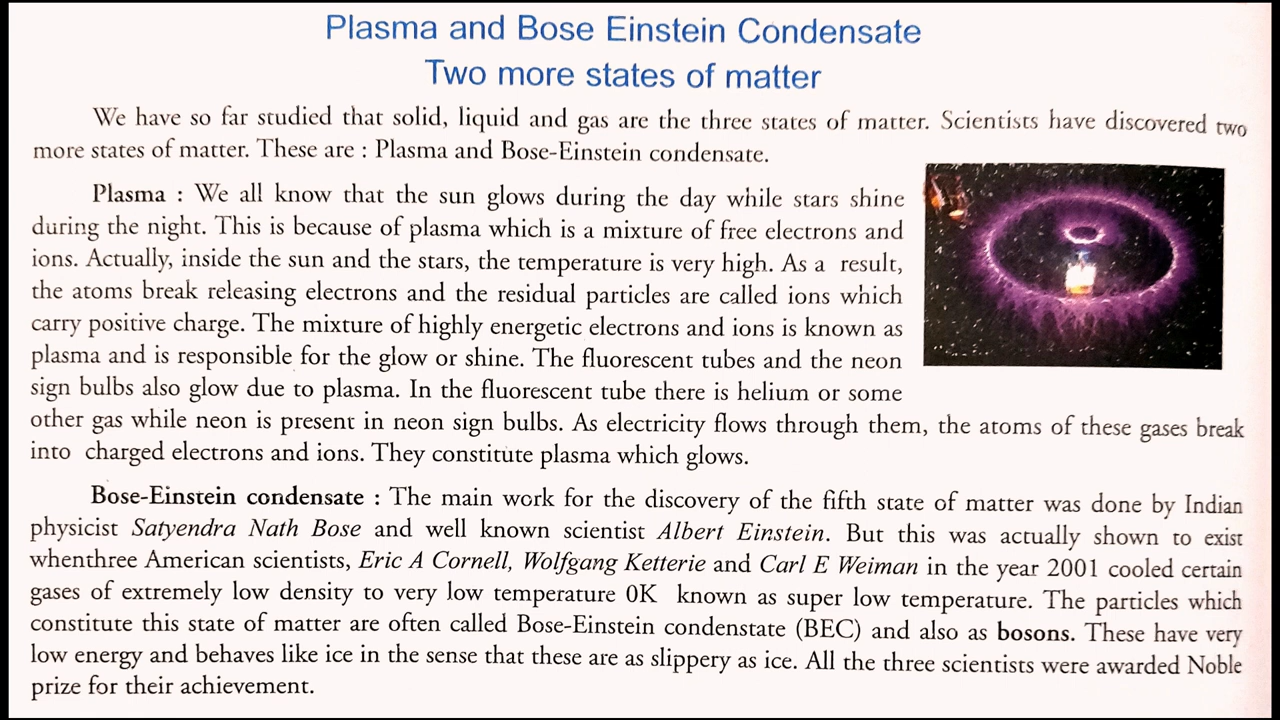 Plasma and Bose Einstein Condensate
Two more states of matter
We have so far studied that solid, liquid and gas are the three states of matter. Scientists have discovered two
more states of matter. These are : Plasma and Bose-Einstein condensate.
Plasma : We all know that the sun glows during the day while stars shine
during the night. This is because of plasma which is a mixture of free electrons and
ions. Actually, inside the sun and the stars, the temperature is very high. As a result,
the atoms break releasing electrons and the residual particles are called ions which
carry positive charge. The mixture of highly energetic electrons and ions is known as
plasma and is responsible for the glow or shine. The fluorescent tubes and the neon
sign bulbs also glow due to plasma. In the fluorescent tube there is helium or some
other gas while neon is present in neon sign bulbs. As electricity flows through them, the atoms of these gases break
into charged electrons and ions. They constitute plasma which glows.
Bose-Einstein condensate : The main work for the discovery of the fifth state of matter was done by Indian
physicist Satyendra Nath Bose and well known scientist Albert Einstein. But this was actually shown to exist
whenthree American scientists, Eric A Cornell, Wolfgang Ketterie and Carl E Weiman in the year 2001 cooled certain
gases of extremely low density to very low temperature 0K known as super low temperature. The particles which
constitute this state of matter are often called Bose-Einstein condenstate (BEC) and also as bosons. These have very
low energy and behaves like ice in the sense that these are as slippery as ice. All the three scientists were awarded Noble
prize for their achievement.